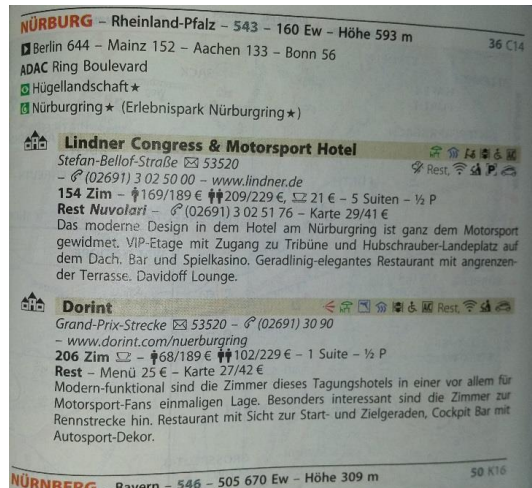 NÜRBURG – Rheinland-Pfalz – 543 – 160 Ew – Höhe 593 m
36 C14
Berlin 644 – Mainz 152 – Aachen 133 – Bonn 56
ADAC Ring Boulevard
Hügellandschaft★
Nürburgring★ (Erlebnispark Nürburgring★)
Lindner Congress & Motorsport Hotel
Stefan-Bellof-Straße ✉ 53520
Rest, P
– ✆ (02691) 3 02 50 00 – www.lindner.de
154 Zim – 169/189 € 209/229 €, 21 € – 5 Suiten – ½ P
Rest Nuvolari – ✆ (02691) 3 02 51 76 – Karte 29/41 €
Das moderne Design in dem Hotel am Nürburgring ist ganz dem Motorsport
gewidmet. VIP-Etage mit Zugang zu Tribüne und Hubschrauber-Landeplatz auf
dem Dach. Bar und Spielkasino. Geradlinig-elegantes Restaurant mit angrenzen-
der Terrasse. Davidoff Lounge.
Dorint
Rest,
Grand-Prix-Strecke ✉ 53520 – ✆ (02691) 30 90
– www.dorint.com/nuerburgring
206 Zim – 68/189 € 102/229 € – 1 Suite – ½ P
Rest – Menü 25 € – Karte 27/42 €
Modern-funktional sind die Zimmer dieses Tagungshotels in einer vor allem für
Motorsport-Fans einmaligen Lage. Besonders interessant sind die Zimmer zur
Rennstrecke hin. Restaurant mit Sicht zur Start- und Zielgeraden, Cockpit Bar mit
Autosport-Dekor.
NÜRNBERG – Bayern – 546 – 505 670 Ew – Höhe 309 m
50 K16